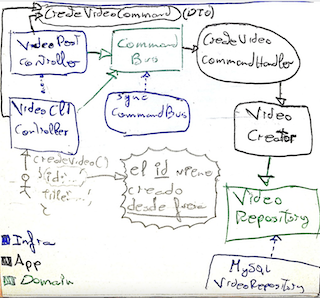 CreateVideoCommand (DTO)
VideoPost
Controller
Command
Bus
CreateVideo
CommandHandler
Video CLI
Controller
sync
CommandBus
Video
Creator
CreateVideo()
{id:...,
title:...}
el id viene
creado
desde fuera
Video
Repository
Infra
App
Domain
MySql
VideoRepository